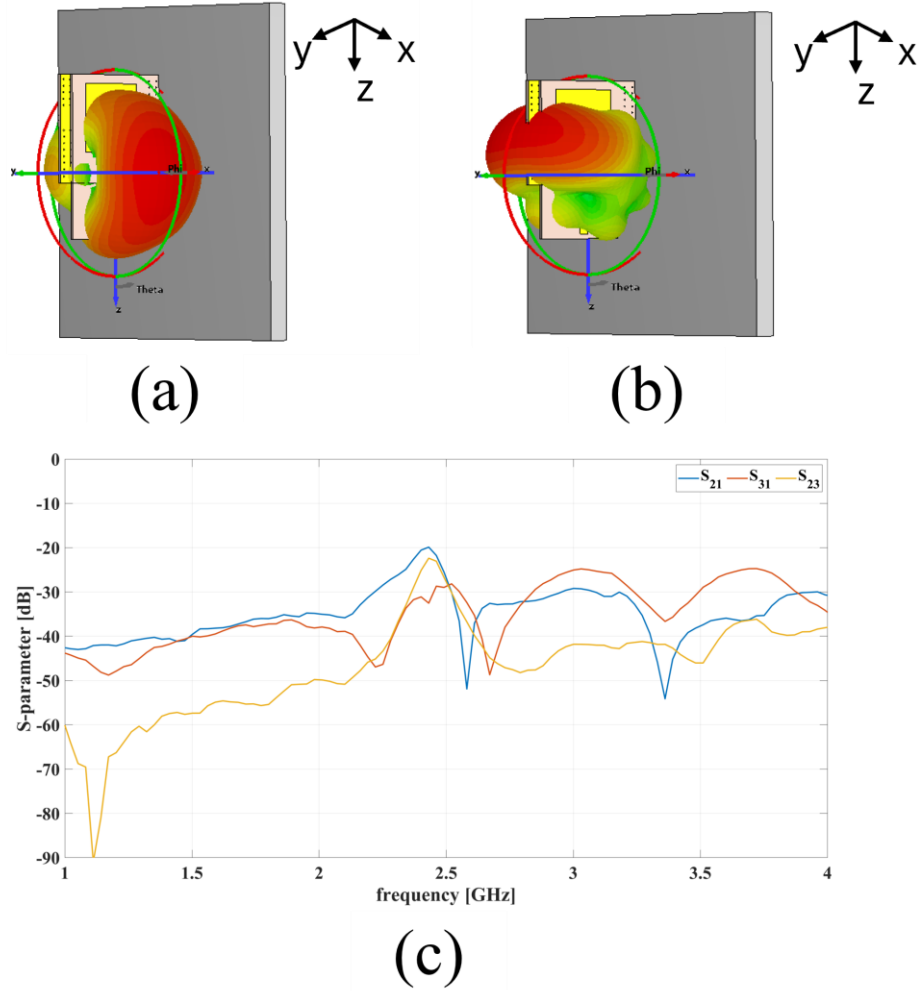 y x
z
y x
z
y Phi x
Theta
z
y Phi x
Theta
z
(a)
(b)
0
-10
-20
-30
-40
-50
-60
-70
-80
-90
S-parameter [dB]
S21 S31 S23
1 1.5 2 2.5 3 3.5 4
frequency [GHz]
(c)